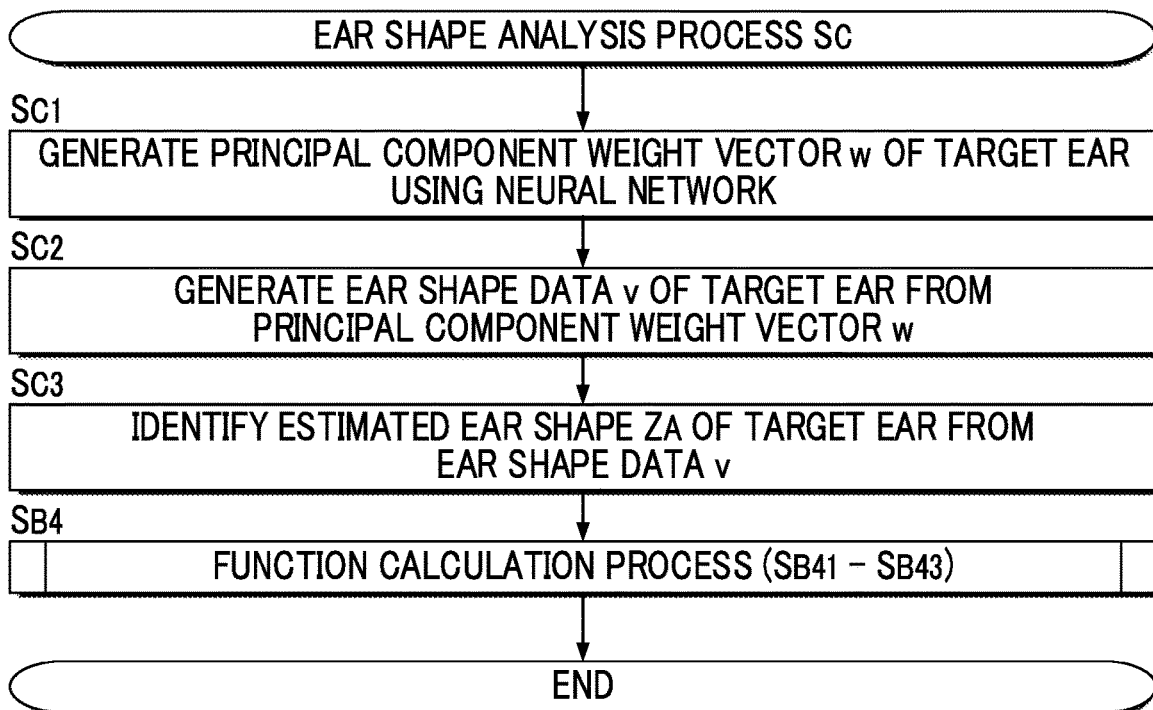 EAR SHAPE ANALYSIS PROCESS Sc
Sc1
GENERATE PRINCIPAL COMPONENT WEIGHT VECTOR w OF TARGET EAR
USING NEURAL NETWORK
Sc2
GENERATE EAR SHAPE DATA v OF TARGET EAR FROM
PRINCIPAL COMPONENT WEIGHT VECTOR w
Sc3
IDENTIFY ESTIMATED EAR SHAPE ZA OF TARGET EAR FROM
EAR SHAPE DATA v
SB4
FUNCTION CALCULATION PROCESS (SB41 – SB43)
END